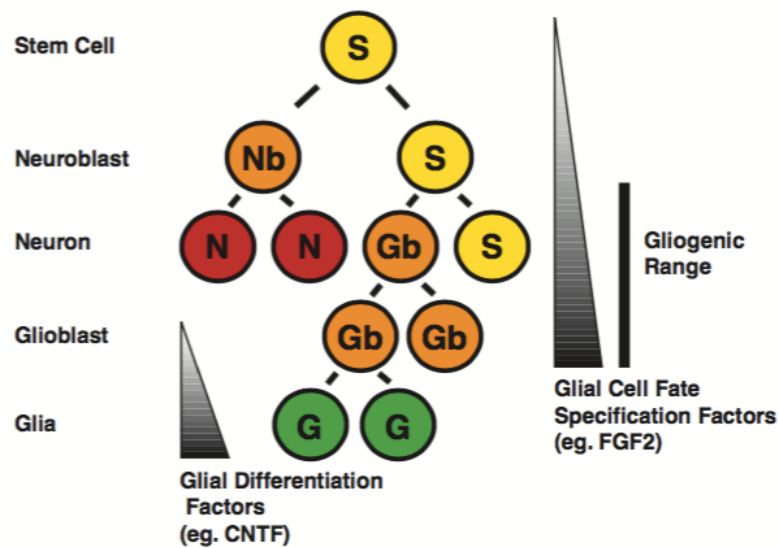 Stem Cell
S
Neuroblast
Nb
S
Neuron
N
N
Gb
S
Gliogenic
Range
Glioblast
Gb
Gb
Glial Cell Fate
Specification Factors
(eg. FGF2)
Glia
G
G
Glial Differentiation
Factors
(eg. CNTF)